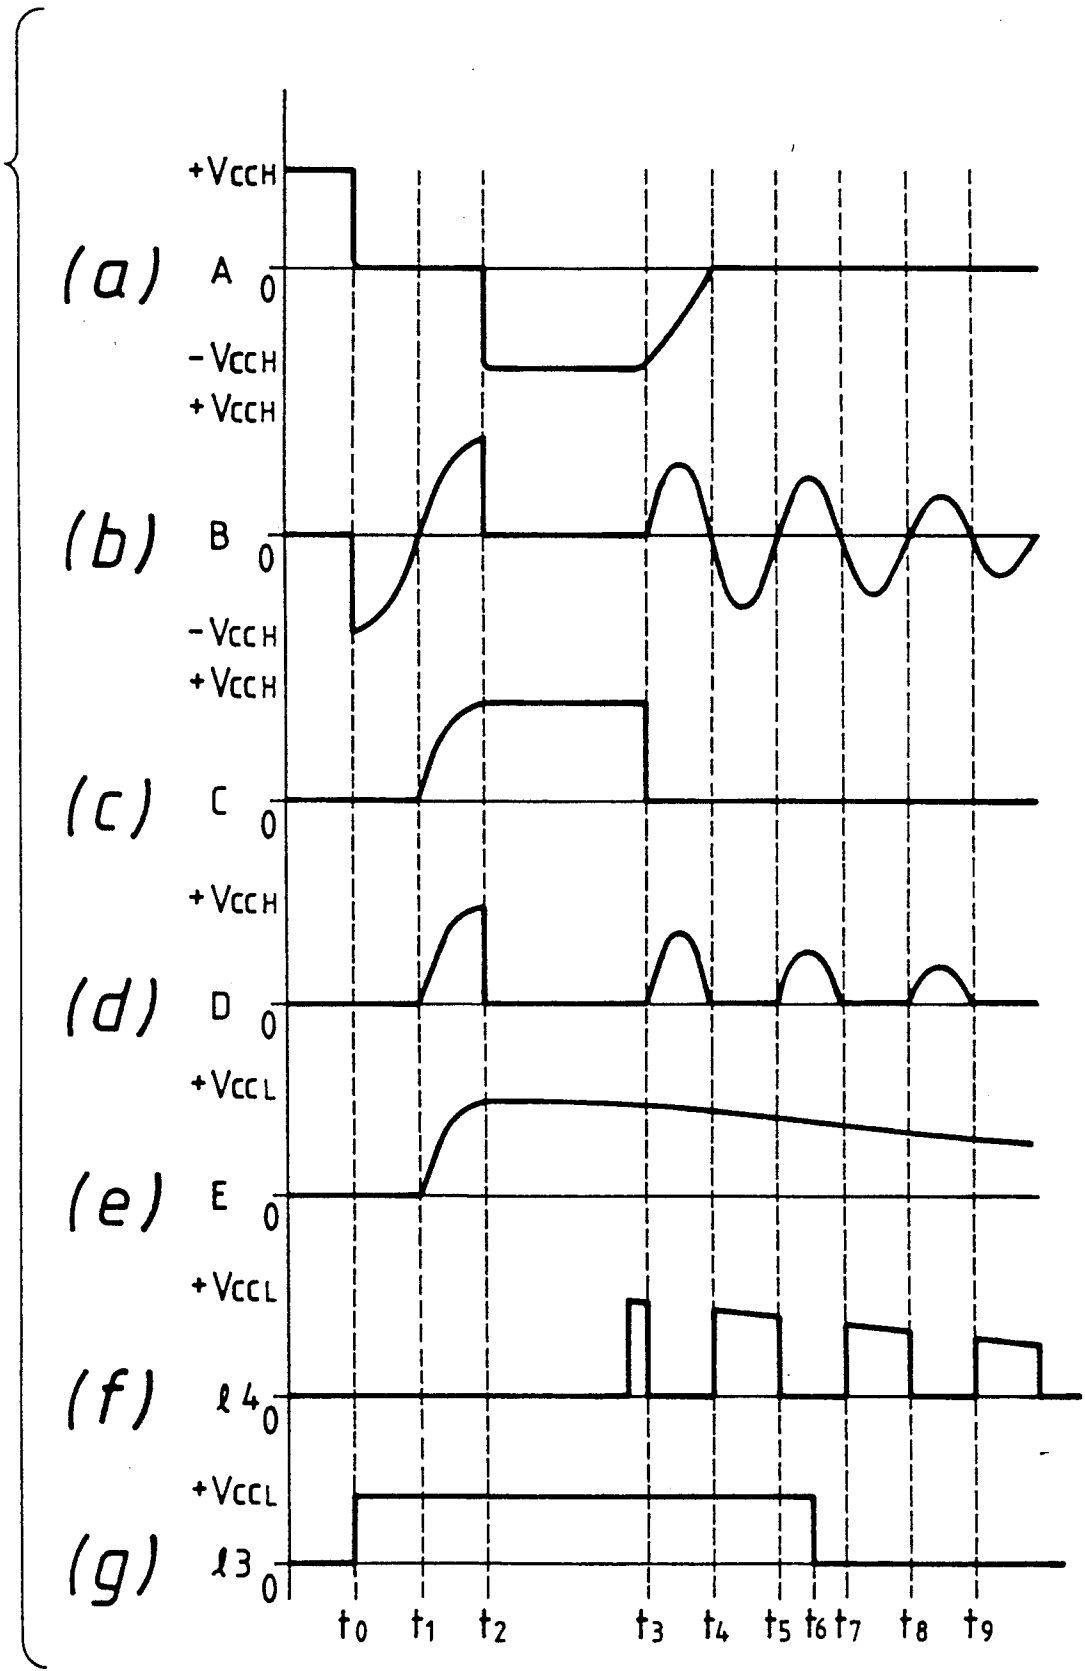 +VCCH
(a) A 0
-VCCH
+VCCH
(b) B 0
-VCCH
+VCCH
(c) C 0
+VCCH
(d) D 0
+VCCL
(e) E 0
+VCCL
(f) ℓ4 0
+VCCL
(g) ℓ3 0
t0 t1 t2 t3 t4 t5 t6 t7 t8 t9